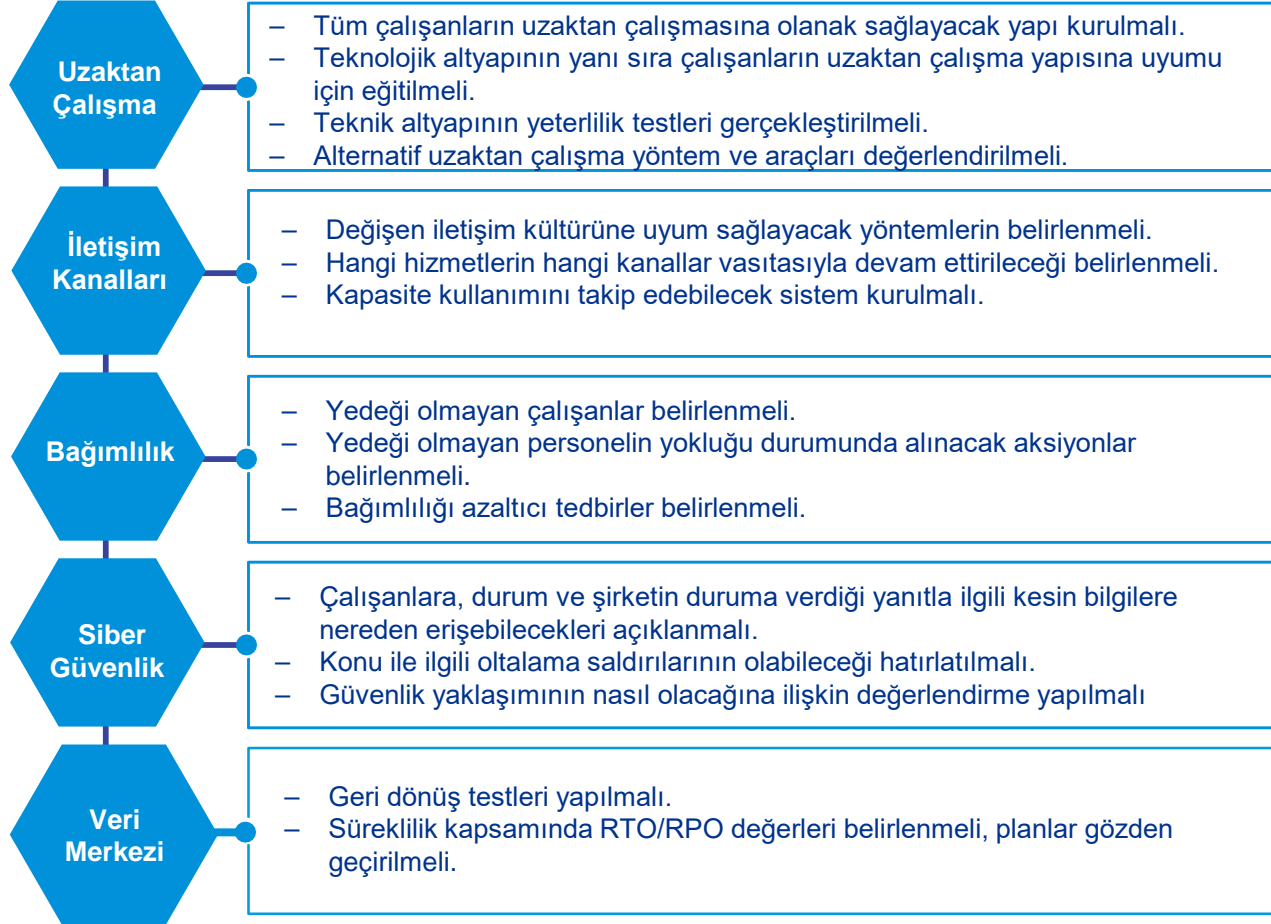 Uzaktan
Çalışma
– Tüm çalışanların uzaktan çalışmasına olanak sağlayacak yapı kurulmalı.
– Teknolojik altyapının yanı sıra çalışanların uzaktan çalışma yapısına uyumu
için eğitilmeli.
– Teknik altyapının yeterlilik testleri gerçekleştirilmeli.
– Alternatif uzaktan çalışma yöntem ve araçları değerlendirilmeli.
İletişim
Kanalları
– Değişen iletişim kültürüne uyum sağlayacak yöntemlerin belirlenmeli.
– Hangi hizmetlerin hangi kanallar vasıtasıyla devam ettirileceği belirlenmeli.
– Kapasite kullanımını takip edebilecek sistem kurulmalı.
Bağımlılık
– Yedeği olmayan çalışanlar belirlenmeli.
– Yedeği olmayan personelin yokluğu durumunda alınacak aksiyonlar
belirlenmeli.
– Bağımlılığı azaltıcı tedbirler belirlenmeli.
Siber
Güvenlik
– Çalışanlara, durum ve şirketin duruma verdiği yanıtla ilgili kesin bilgilere
nereden erişebilecekleri açıklanmalı.
– Konu ile ilgili oltalama saldırılarının olabileceği hatırlatılmalı.
– Güvenlik yaklaşımının nasıl olacağına ilişkin değerlendirme yapılmalı
Veri
Merkezi
– Geri dönüş testleri yapılmalı.
– Süreklilik kapsamında RTO/RPO değerleri belirlenmeli, planlar gözden
geçirilmeli.